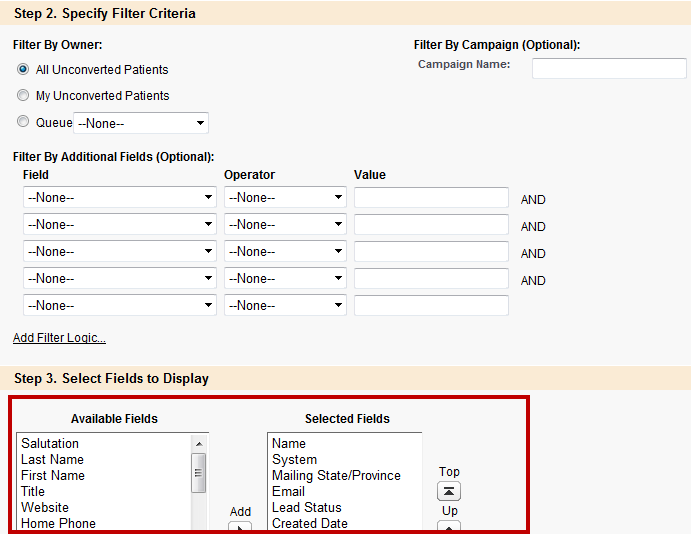 Step 2. Specify Filter Criteria
Filter By Owner:
Filter By Campaign (Optional):
All Unconverted Patients
Campaign Name:
My Unconverted Patients
Queue --None--
Filter By Additional Fields (Optional):
Field Operator Value
--None-- --None-- AND
--None-- --None-- AND
--None-- --None-- AND
--None-- --None-- AND
--None-- --None--
Add Filter Logic...
Step 3. Select Fields to Display
Available Fields
Salutation
Last Name
First Name
Title
Website
Home Phone
Add
Selected Fields
Name
System
Mailing State/Province
Email
Lead Status
Created Date
Top
Up